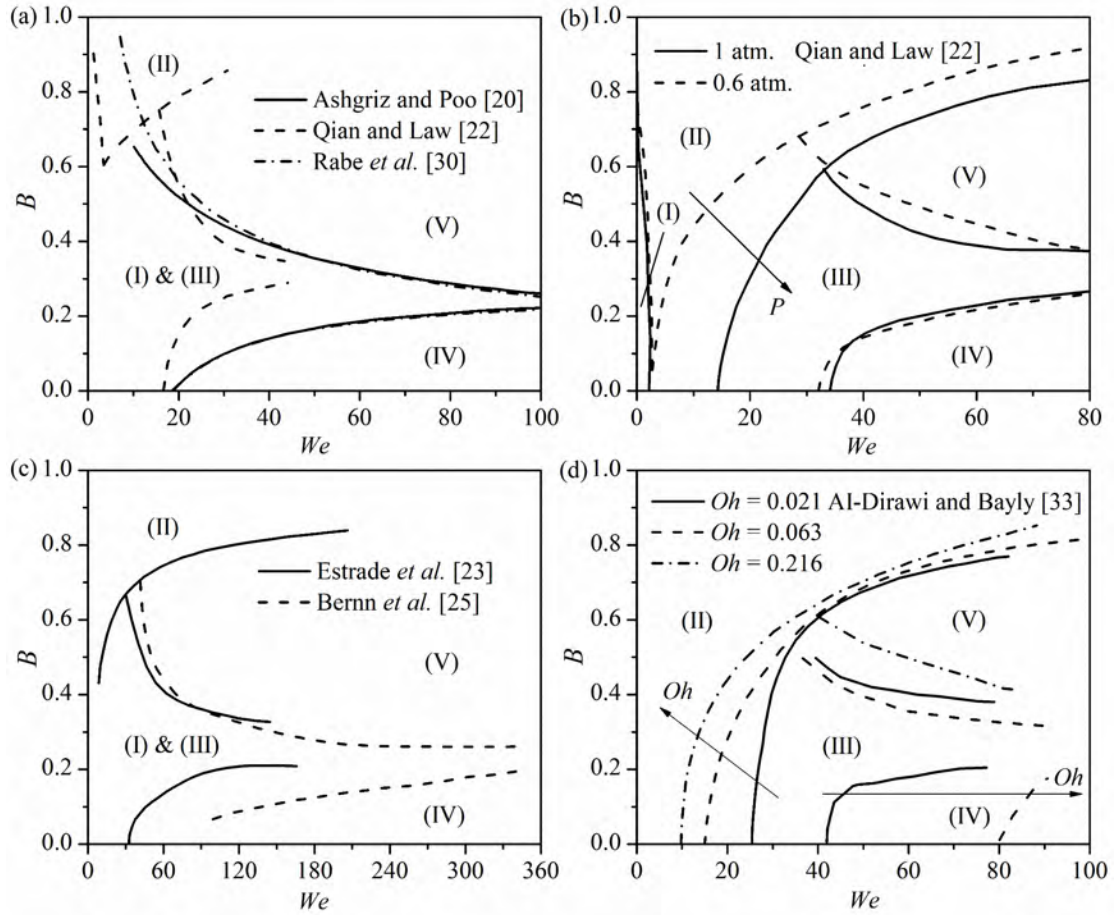 (a)
1.0
0.8
0.6
0.4
0.2
0.0
B
(II)
Ashgriz and Poo [20]
Qian and Law [22]
Rabe et al. [30]
(V)
(I) & (III)
(IV)
0 20 40 60 80 100
We
(b)
1.0
0.8
0.6
0.4
0.2
0.0
B
1 atm. Qian and Law [22]
0.6 atm.
(II)
(V)
(I)
(III)
P
(IV)
0 20 40 60 80
We
(c)
1.0
0.8
0.6
0.4
0.2
0.0
B
(II)
Estrade et al. [23]
Bernn et al. [25]
(V)
(I) & (III)
(IV)
0 60 120 180 240 300 360
We
(d)
1.0
0.8
0.6
0.4
0.2
0.0
B
Oh = 0.021 Al-Dirawi and Bayly [33]
Oh = 0.063
Oh = 0.216
(II)
(V)
Oh
(III)
Oh
(IV)
0 20 40 60 80 100
We